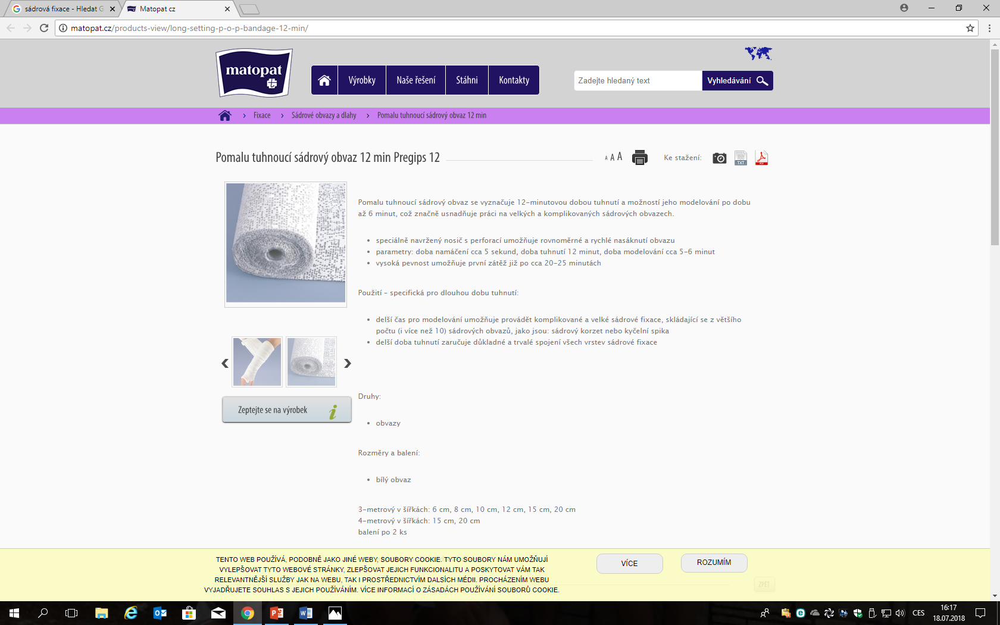 sádrová fixace - Hledat G
Matopat cz
matopat.cz/products-view/long-setting-p-o-p-bandage-12-min/
matopat
Výrobky
Naše řešení
Stáhni
Kontakty
Zadejte hledaný text
Vyhledávání
Fixace
Sádrové obvazy a dlahy
Pomalu tuhnoucí sádrový obvaz 12 min
Pomalu tuhnoucí sádrový obvaz 12 min Pregips 12
A A A
Ke stažení:
TXT
Pomalu tuhnoucí sádrový obvaz se vyznačuje 12-minutovou dobou tuhnutí a možností jeho modelování po dobu
až 6 minut, což značně usnadňuje práci na velkých a komplikovaných sádrových obvazech.
• speciálně navržený nosič s perforací umožňuje rovnoměrné a rychlé nasáknutí obvazu
• parametry: doba namáčení cca 5 sekund, doba tuhnutí 12 minut, doba modelování cca 5-6 minut
• vysoká pevnost umožňuje první zátěž již po cca 20-25 minutách
Použití - specifická pro dlouhou dobu tuhnutí:
• delší čas pro modelování umožňuje provádět komplikované a velké sádrové fixace, skládající se z většího
počtu (i více než 10) sádrových obvazů, jako jsou: sádrový korzet nebo kyčelní spika
• delší doba tuhnutí zaručuje důkladné a trvalé spojení všech vrstev sádrové fixace
Zeptejte se na výrobek
Druhy:
• obvazy
Rozměry a balení:
• bílý obvaz
3-metrový v šířkách: 6 cm, 8 cm, 10 cm, 12 cm, 15 cm, 20 cm
4-metrový v šířkách: 15 cm, 20 cm
balení po 2 ks
TENTO WEB POUŽÍVÁ, PODOBNĚ JAKO JINÉ WEBY, SOUBORY COOKIE. TYTO SOUBORY NÁM UMOŽŇUJÍ
VYLEPŠOVAT TYTO WEBOVÉ STRÁNKY, ZLEPŠOVAT JEJICH FUNKCIONALITU A POSKYTOVAT VÁM TAK
RELEVANTNĚJŠÍ SLUŽBY JAK NA WEBU, TAK I PROSTŘEDNICTVÍM DALSÍCH MÉDII. PROCHÁZENÍM WEBU
VYJADŘUJETE SOUHLAS S JEJICH POUŽÍVÁNÍM. VÍCE INFORMACÍ O ZÁSADÁCH POUŽÍVÁNÍ SOUBORŮ COOKIE.
VÍCE
ROZUMÍM
ZPĚT
CES
16:17
18.07.2018